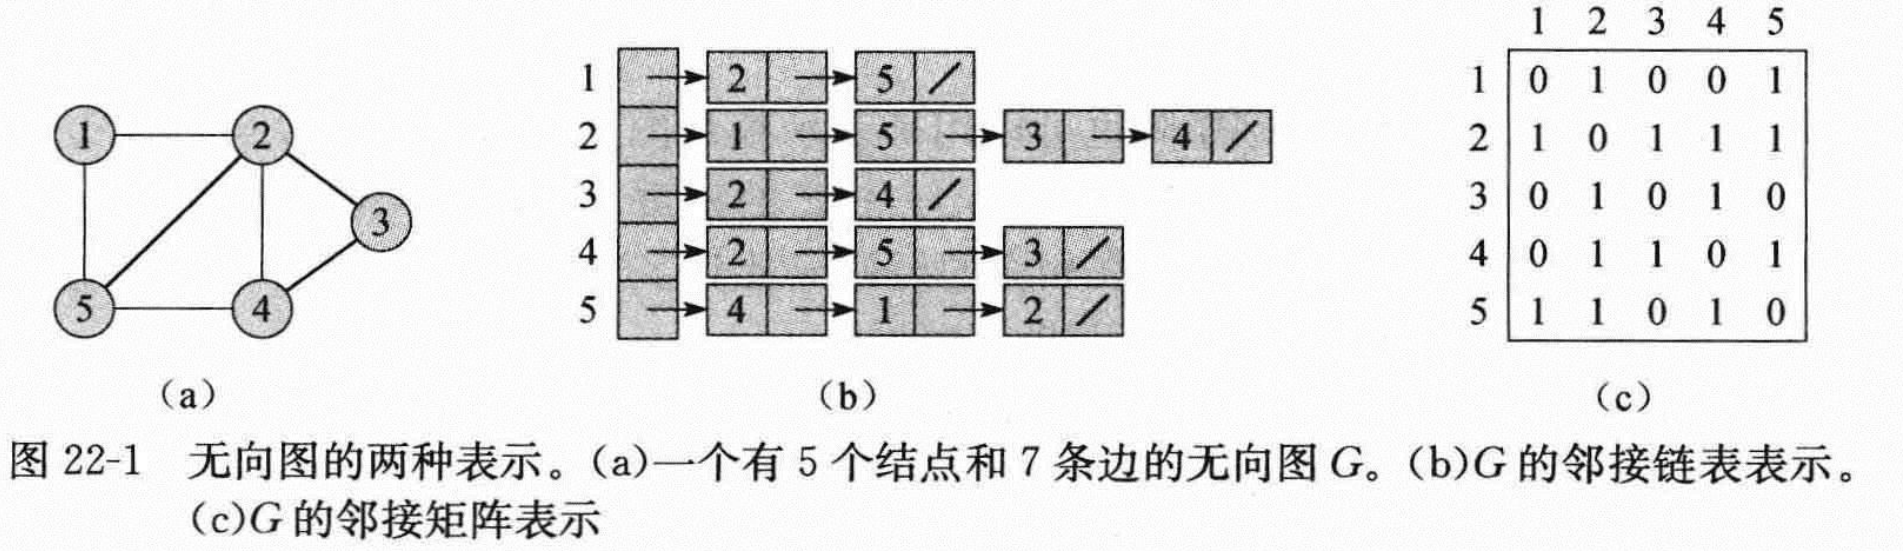 1 2 3 4 5
1 2 5 /
1 0 1 0 0 1
1 2
2 1 5 3 4 /
2 1 0 1 1 1
3
3 2 4 /
3 0 1 0 1 0
4 2 5 3 /
4 0 1 1 0 1
5 4
5 4 1 2 /
5 1 1 0 1 0
(a)
(b)
(c)
图 22-1 无向图的两种表示。(a)一个有 5 个结点和 7 条边的无向图 G。(b)G 的邻接链表表示。
(c)G 的邻接矩阵表示